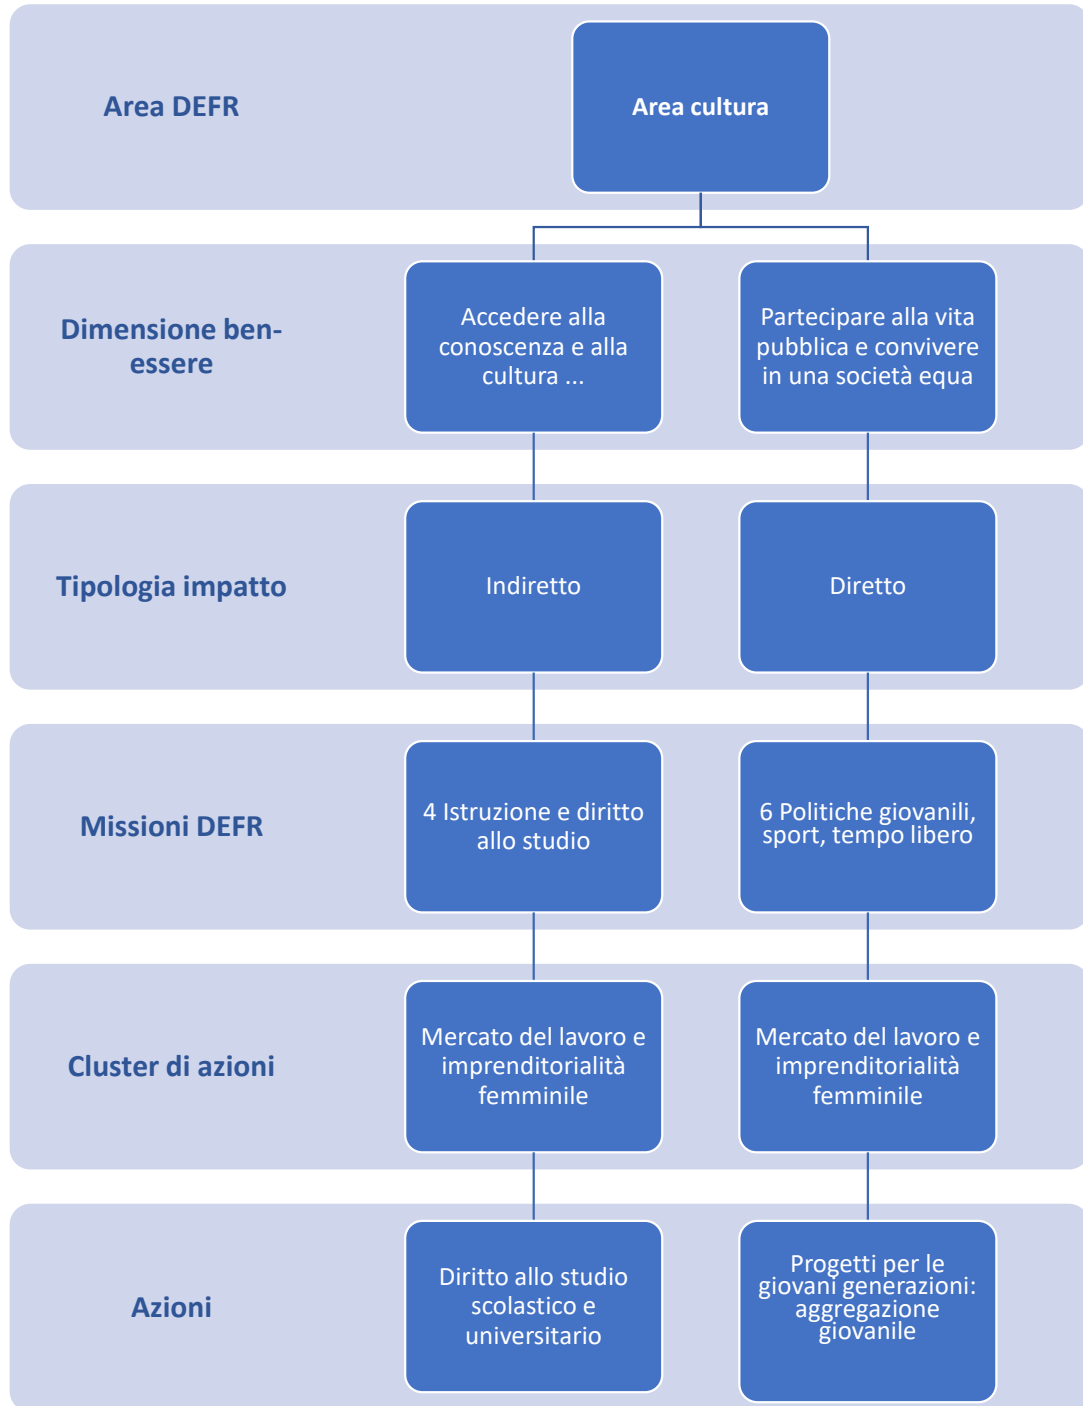 Area DEFR
Area cultura
Dimensione ben-
essere
Accedere alla
conoscenza e alla
cultura ...
Partecipare alla vita
pubblica e convivere
in una società equa
Tipologia impatto
Indiretto
Diretto
Missioni DEFR
4 Istruzione e diritto
allo studio
6 Politiche giovanili,
sport, tempo libero
Cluster di azioni
Mercato del lavoro e
imprenditorialità
femminile
Mercato del lavoro e
imprenditorialità
femminile
Azioni
Diritto allo studio
scolastico e
universitario
Progetti per le
giovani generazioni:
aggregazione
giovanile